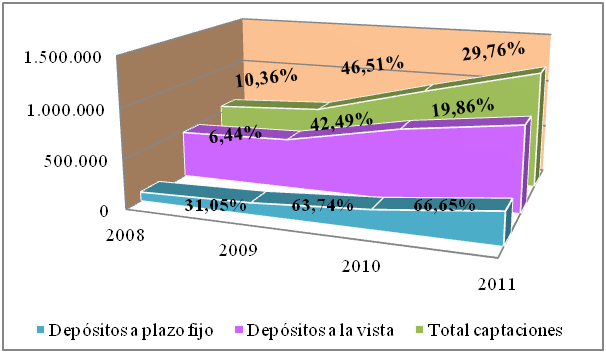 1.500.000
1.000.000
500.000
0
10,36% 46,51% 29,76%
6,44% 42,49% 19,86%
31,05% 63,74% 66,65%
2008
2009
2010
2011
Depósitos a plazo fijo Depósitos a la vista Total captaciones